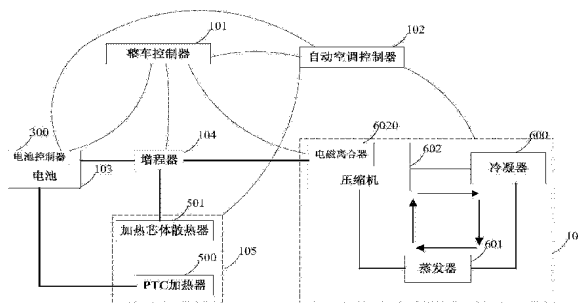 101
102
整车控制器
自动空调控制器
300
104
6020
602
600
电池控制器
电池
103
增程器
电磁离合器
压缩机
冷凝器
501
加热芯体散热器
105
500
PTC加热器
601
蒸发器
10